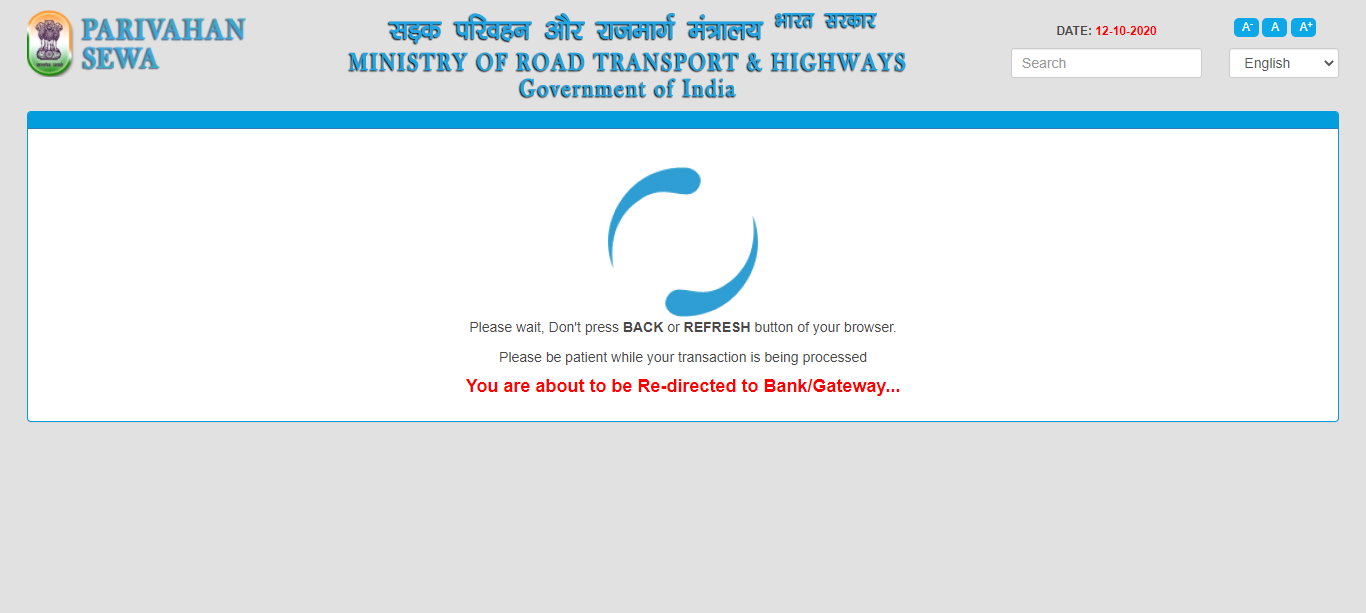 PARIVAHAN
SEWA
सड़क परिवहन और राजमार्ग मंत्रालय भारत सरकार
MINISTRY OF ROAD TRANSPORT & HIGHWAYS
Government of India
DATE: 12-10-2020
A- A A+
Search
English
Please wait, Don't press BACK or REFRESH button of your browser.
Please be patient while your transaction is being processed
You are about to be Re-directed to Bank/Gateway...